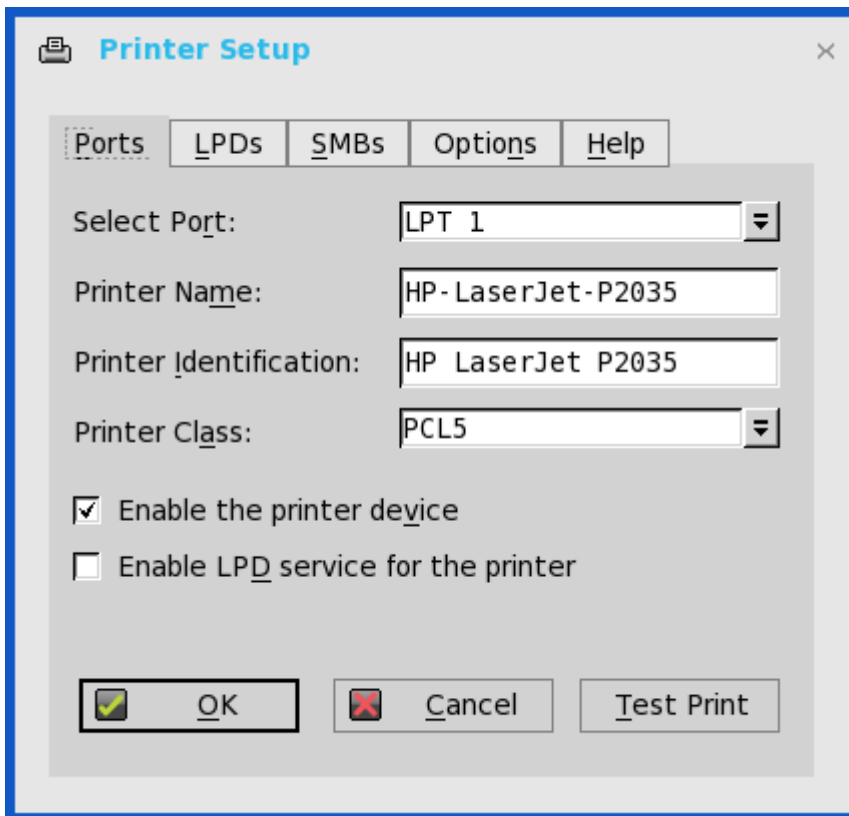 Printer Setup
Ports LPDs SMBs Options Help
Select Port: LPT 1
Printer Name: HP-LaserJet-P2035
Printer Identification: HP LaserJet P2035
Printer Class: PCL5
Enable the printer device
Enable LPD service for the printer
OK Cancel Test Print